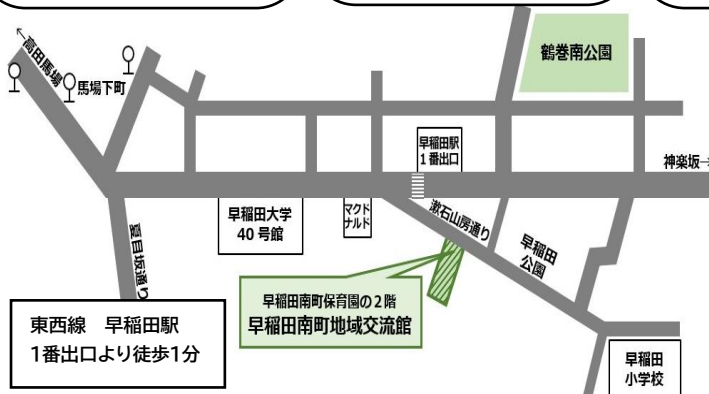 高田馬場
馬場下町
鶴巻南公園
早稲田駅
1番出口
神楽坂→
早稲田大学
40号館
マクド
ナルド
漱石山房通り
夏目坂通り
早稲田
公園
早稲田南町保育園の2階
早稲田南町地域交流館
東西線 早稲田駅
1番出口より徒歩1分
早稲田
小学校